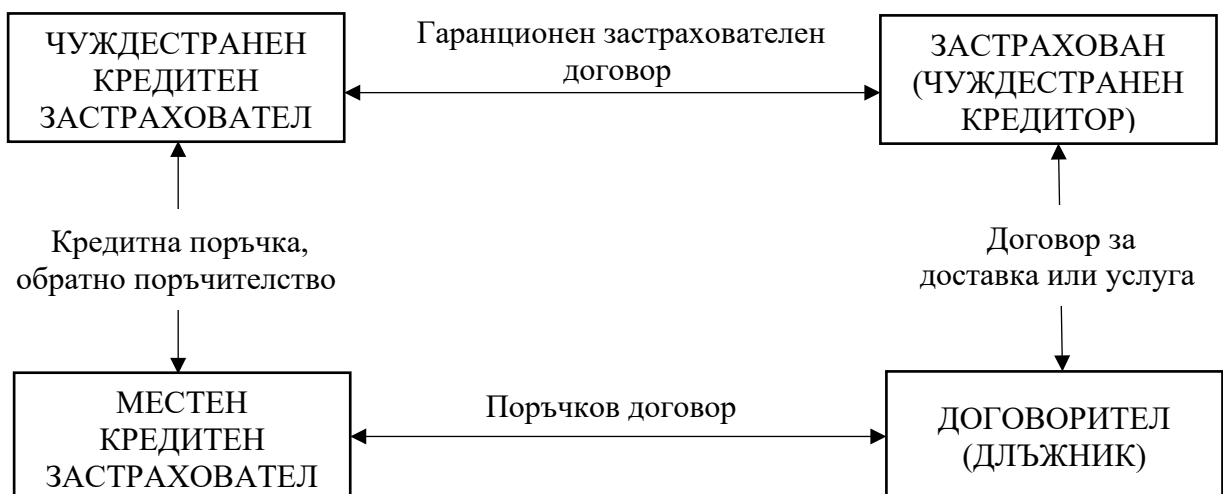 ЧУЖДЕСТРАНЕН
КРЕДИТЕН
ЗАСТРАХОВАТЕЛ
Гаранционен застрахователен
договор
ЗАСТРАХОВАН
(ЧУЖДЕСТРАНЕН
КРЕДИТОР)
Кредитна поръчка,
обратно поръчителство
Договор за
доставка или услуга
МЕСТЕН
КРЕДИТЕН
ЗАСТРАХОВАТЕЛ
Поръчков договор
ДОГОВОРИТЕЛ
(ДЛЪЖНИК)